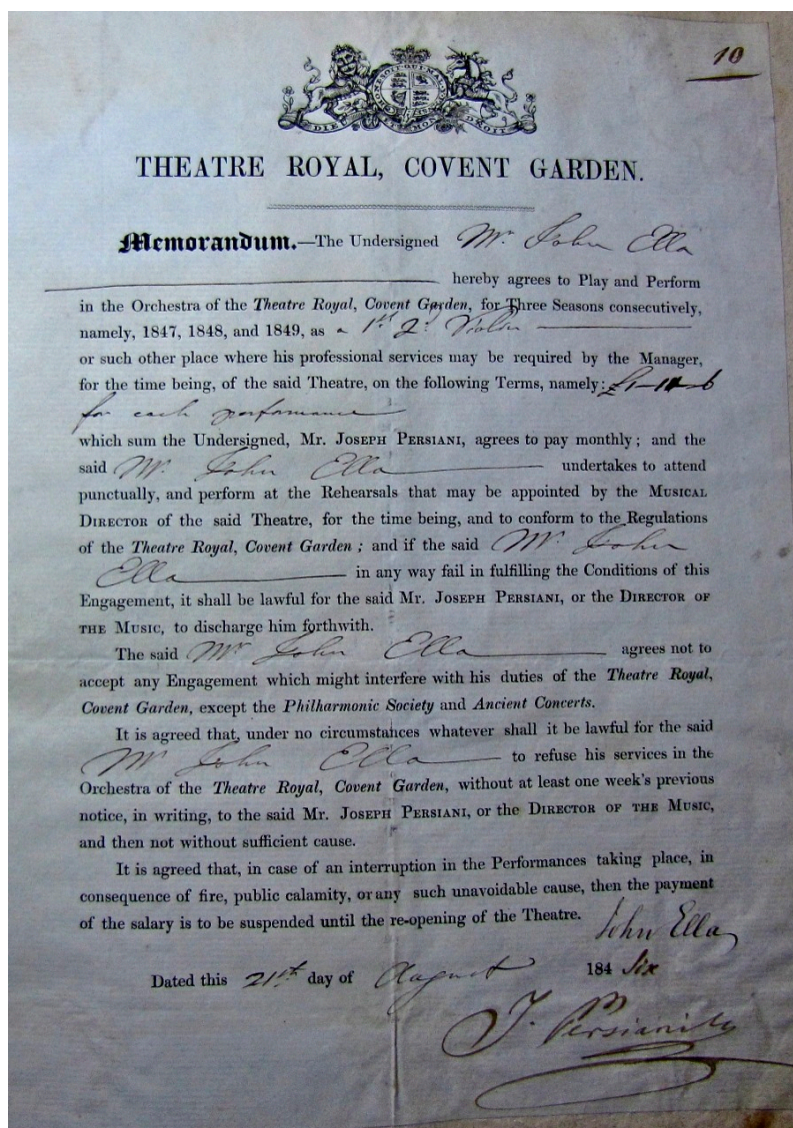 10
DIEU ET MON DROIT
THEATRE ROYAL, COVENT GARDEN.
Memorandum.—The Undersigned Mr. John Ella
hereby agrees to Play and Perform
in the Orchestra of the Theatre Royal, Covent Garden, for Three Seasons consecutively,
namely, 1847, 1848, and 1849, as a 1st 2d Violin
or such other place where his professional services may be required by the Manager,
for the time being, of the said Theatre, on the following Terms, namely: £1-11-6
for each performance
which sum the Undersigned, Mr. JOSEPH PERSIANI, agrees to pay monthly; and the
said Mr. John Ella undertakes to attend
punctually, and perform at the Rehearsals that may be appointed by the MUSICAL
DIRECTOR of the said Theatre, for the time being, and to conform to the Regulations
of the Theatre Royal, Covent Garden; and if the said Mr. John
Ella in any way fail in fulfilling the Conditions of this
Engagement, it shall be lawful for the said Mr. JOSEPH PERSIANI, or the DIRECTOR OF
THE MUSIC, to discharge him forthwith.
The said Mr John Ella agrees not to
accept any Engagement which might interfere with his duties of the Theatre Royal,
Covent Garden, except the Philharmonic Society and Ancient Concerts.
It is agreed that, under no circumstances whatever shall it be lawful for the said
Mr John Ella to refuse his services in the
Orchestra of the Theatre Royal, Covent Garden, without at least one week's previous
notice, in writing, to the said Mr. JOSEPH PERSIANI, or the DIRECTOR OF THE MUSIC,
and then not without sufficient cause.
It is agreed that, in case of an interruption in the Performances taking place, in
consequence of fire, public calamity, or any such unavoidable cause, then the payment
of the salary is to be suspended until the re-opening of the Theatre.
John Ella
Dated this 21st day of August 184 Six
J. Persiani